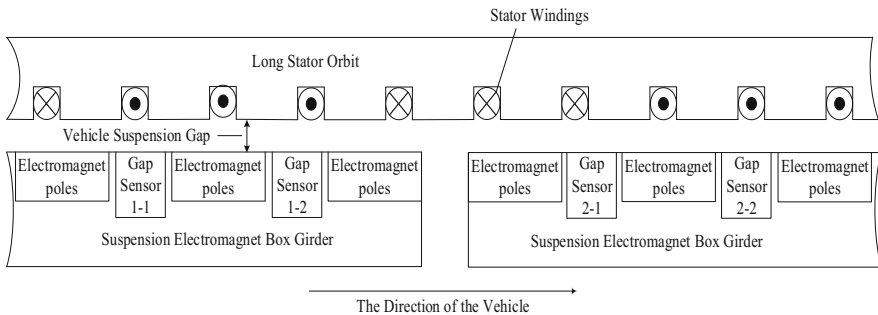 Stator Windings
Long Stator Orbit
Vehicle Suspension Gap
Electromagnet
poles
Gap
Sensor
1-1
Electromagnet
poles
Gap
Sensor
1-2
Electromagnet
poles
Electromagnet
poles
Gap
Sensor
2-1
Electromagnet
poles
Gap
Sensor
2-2
Electromagnet
poles
Suspension Electromagnet Box Girder
Suspension Electromagnet Box Girder
The Direction of the Vehicle